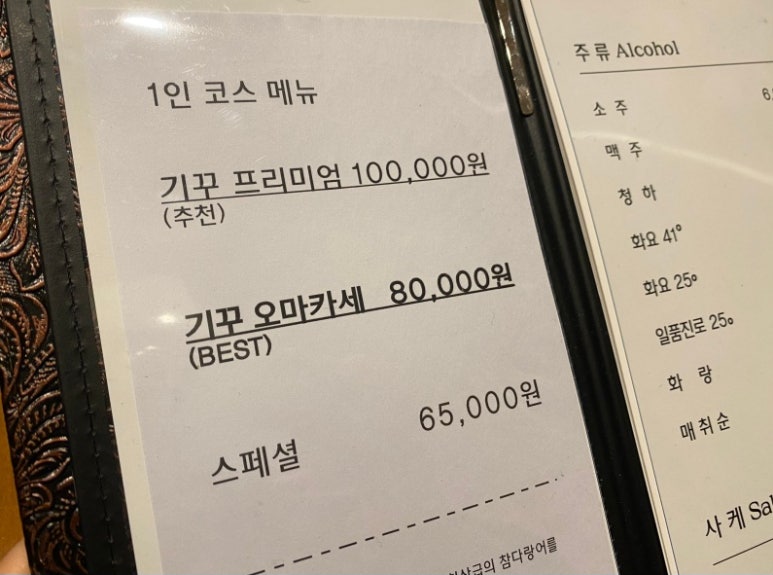 1인 코스 메뉴
기꾸 프리미엄 100,000원
(추천)
기꾸 오마카세 80,000원
(BEST)
스페셜 65,000원
의 참다랑어를
주류 Alcohol
소 주
맥 주
청 하
화요 41°
화요 25°
일품진로 25°
화 랑
매취순
사 케